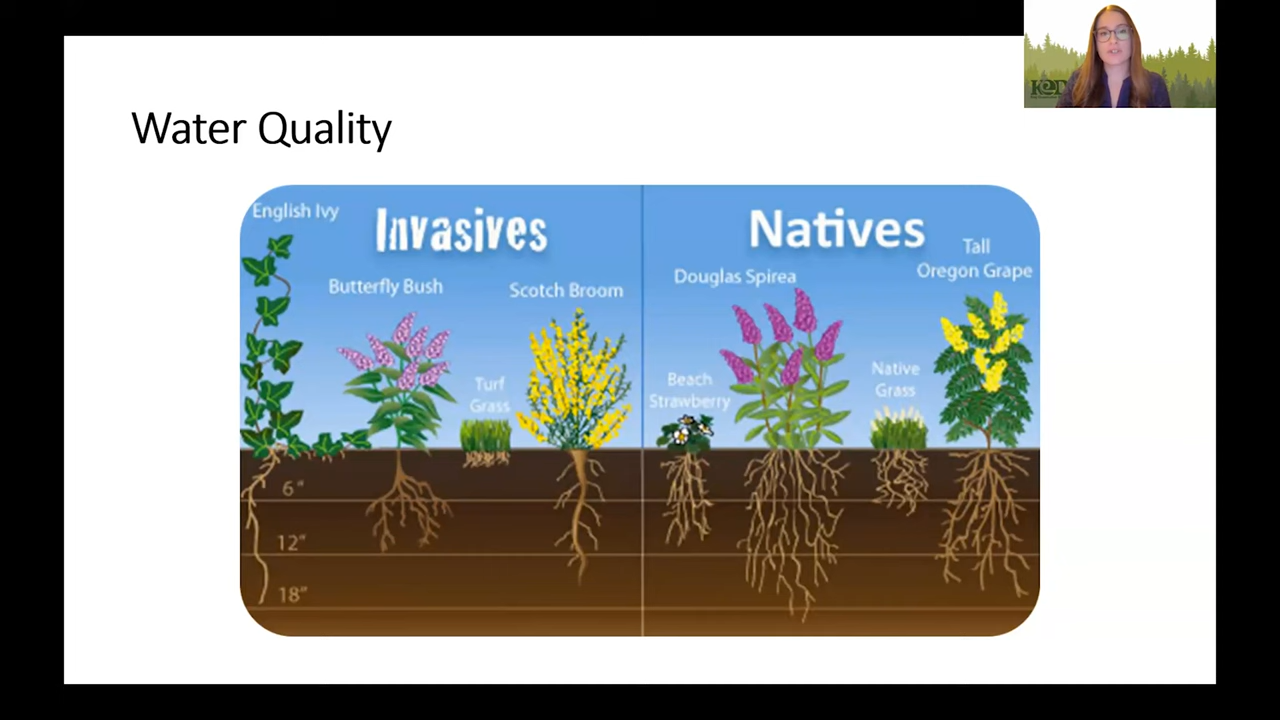 Water Quality
English Ivy
Invasives
Butterfly Bush
Turf
Grass
Scotch Broom
6"
12"
18"
Natives
Douglas Spirea
Tall
Oregon Grape
Beach
Strawberry
Native
Grass